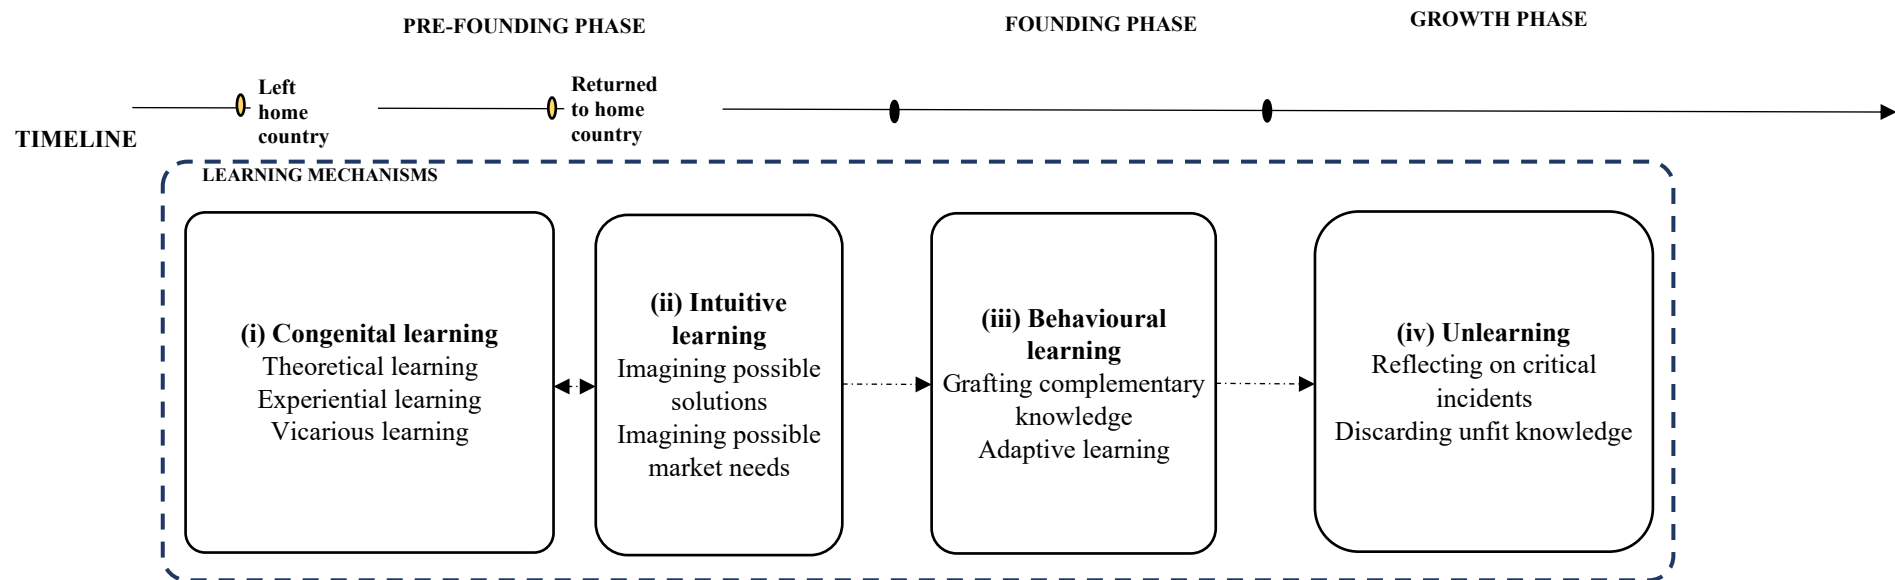 PRE-FOUNDING PHASE
FOUNDING PHASE
GROWTH PHASE
Left
home
country
Returned
to home
country
TIMELINE
LEARNING MECHANISMS
(i) Congenital learning
Theoretical learning
Experiential learning
Vicarious learning
(ii) Intuitive
learning
Imagining possible
solutions
Imagining possible
market needs
(iii) Behavioural
learning
Grafting complementary
knowledge
Adaptive learning
(iv) Unlearning
Reflecting on critical
incidents
Discarding unfit knowledge